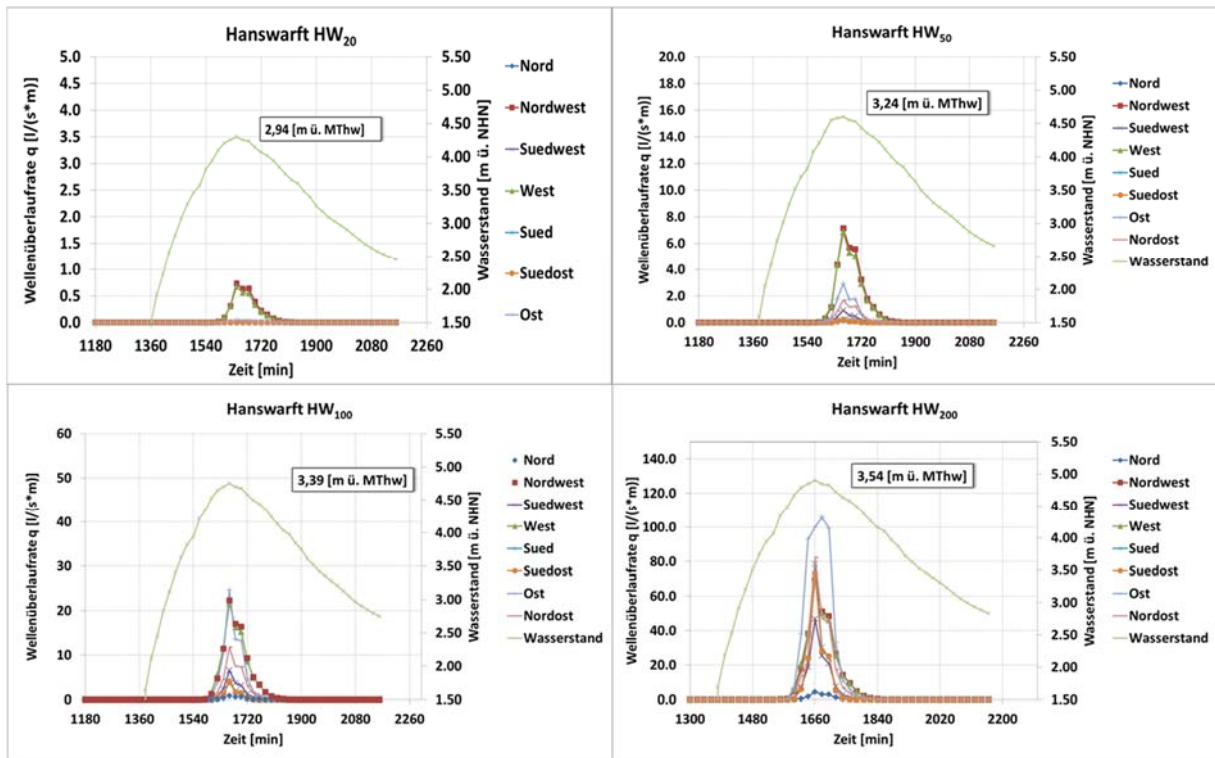 Hanswarft HW20
Wellenüberlaufrate q [l/(s*m)]
5.0
4.5
4.0
3.5
3.0
2.5
2.0
1.5
1.0
0.5
0.0
2,94 [m ü. MThw]
5.50
5.00
4.50
4.00
3.50
3.00
2.50
2.00
1.50
Wasserstand [m ü. NHN]
1180 1360 1540 1720 1900 2080 2260
Zeit [min]
Nord
Nordwest
Suedwest
West
Sued
Suedost
Ost
Hanswarft HW50
Wellenüberlaufrate q [l/(s*m)]
20.0
18.0
16.0
14.0
12.0
10.0
8.0
6.0
4.0
2.0
0.0
3,24 [m ü. MThw]
5.50
5.00
4.50
4.00
3.50
3.00
2.50
2.00
1.50
Wasserstand [m ü. NHN]
1180 1360 1540 1720 1900 2080 2260
Zeit [min]
Nord
Nordwest
Suedwest
West
Sued
Suedost
Ost
Nordost
Wasserstand
Hanswarft HW100
Wellenüberlaufrate q [l/(s*m)]
60
50
40
30
20
10
0
3,39 [m ü. MThw]
5.50
5.00
4.50
4.00
3.50
3.00
2.50
2.00
1.50
Wasserstand [m ü. NHN]
1180 1360 1540 1720 1900 2080 2260
Zeit [min]
Nord
Nordwest
Suedwest
West
Sued
Suedost
Ost
Nordost
Wasserstand
Hanswarft HW200
Wellenüberlaufrate q [l/(s*m)]
140.0
120.0
100.0
80.0
60.0
40.0
20.0
0.0
3,54 [m ü. MThw]
5.50
5.00
4.50
4.00
3.50
3.00
2.50
2.00
1.50
Wasserstand [m ü. NHN]
1300 1480 1660 1840 2020 2200
Zeit [min]
Nord
Nordwest
Suedwest
West
Sued
Suedost
Ost
Nordost
Wasserstand